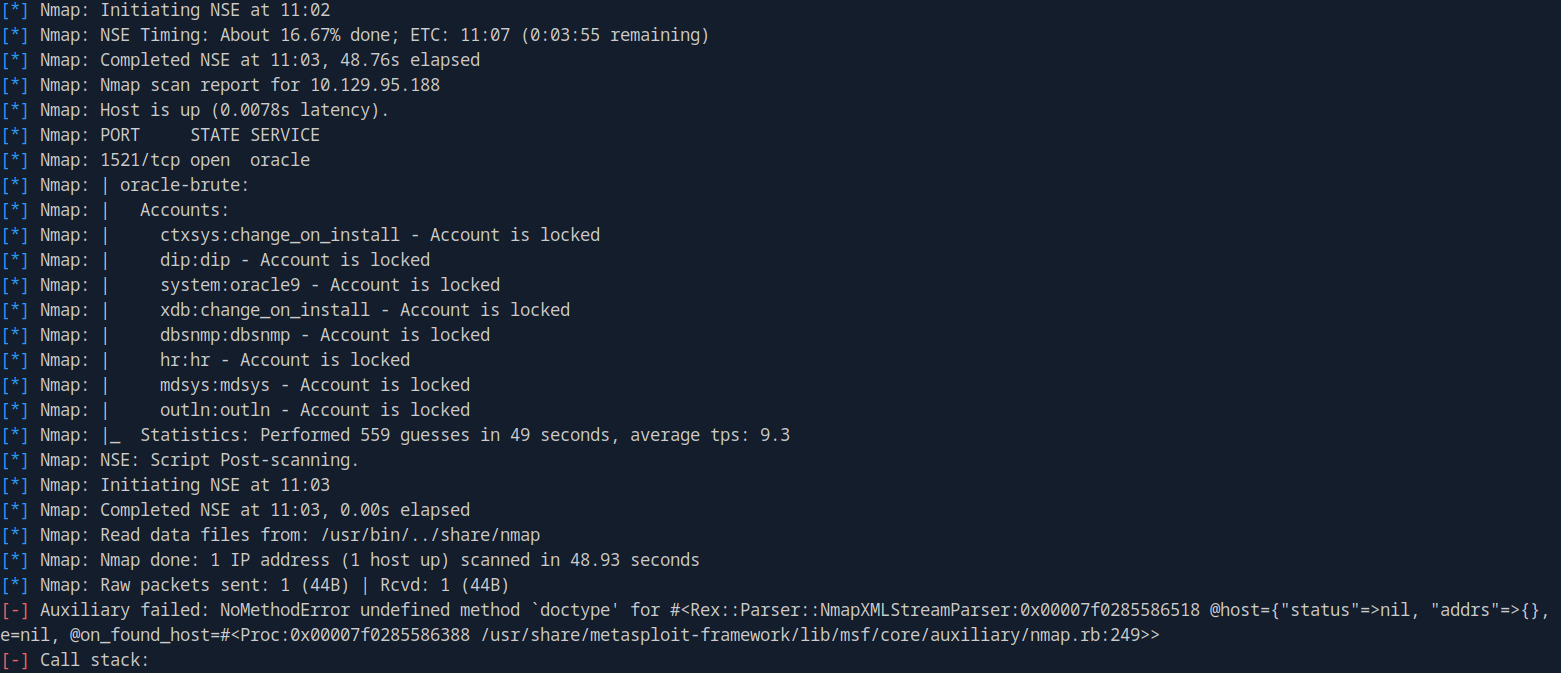 [*] Nmap: Initiating NSE at 11:02
[*] Nmap: NSE Timing: About 16.67% done; ETC: 11:07 (0:03:55 remaining)
[*] Nmap: Completed NSE at 11:03, 48.76s elapsed
[*] Nmap: Nmap scan report for 10.129.95.188
[*] Nmap: Host is up (0.0078s latency).
[*] Nmap: PORT     STATE SERVICE
[*] Nmap: 1521/tcp open  oracle
[*] Nmap: | oracle-brute:
[*] Nmap: |   Accounts:
[*] Nmap: |     ctxsys:change_on_install - Account is locked
[*] Nmap: |     dip:dip - Account is locked
[*] Nmap: |     system:oracle9 - Account is locked
[*] Nmap: |     xdb:change_on_install - Account is locked
[*] Nmap: |     dbsnmp:dbsnmp - Account is locked
[*] Nmap: |     hr:hr - Account is locked
[*] Nmap: |     mdsys:mdsys - Account is locked
[*] Nmap: |     outln:outln - Account is locked
[*] Nmap: |_  Statistics: Performed 559 guesses in 49 seconds, average tps: 9.3
[*] Nmap: NSE: Script Post-scanning.
[*] Nmap: Initiating NSE at 11:03
[*] Nmap: Completed NSE at 11:03, 0.00s elapsed
[*] Nmap: Read data files from: /usr/bin/../share/nmap
[*] Nmap: Nmap done: 1 IP address (1 host up) scanned in 48.93 seconds
[*] Nmap: Raw packets sent: 1 (44B) | Rcvd: 1 (44B)
[-] Auxiliary failed: NoMethodError undefined method `doctype' for #<Rex::Parser::NmapXMLStreamParser:0x00007f0285586518 @host={"status"=>nil, "addrs"=>{},
e=nil, @on_found_host=#<Proc:0x00007f0285586388 /usr/share/metasploit-framework/lib/msf/core/auxiliary/nmap.rb:249>>
[-] Call stack: